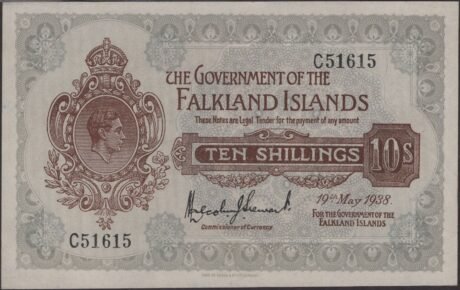 C51615
THE GOVERNMENT OF THE
FALKLAND ISLANDS
These Notes are Legal Tender for the payment of any amount
TEN SHILLINGS 10s
19th May 1938.
Commissioner of Currency
FOR THE GOVERNMENT OF THE
FALKLAND ISLANDS
C51615